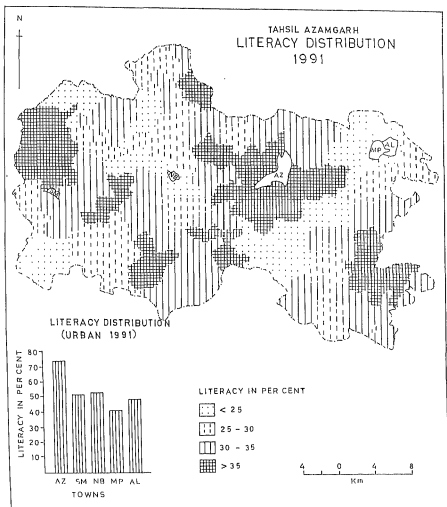 N
TAHSIL AZAMGARH
LITERACY DISTRIBUTION
1991
MP
AL
AZ
LITERACY DISTRIBUTION
(URBAN 1991)
LITERACY IN PER CENT
80
70
60
50
40
30
20
10
AZ SM NB MP AL
TOWNS
LITERACY IN PER CENT
< 25
25 - 30
30 - 35
>35
4 0 4 8
Km